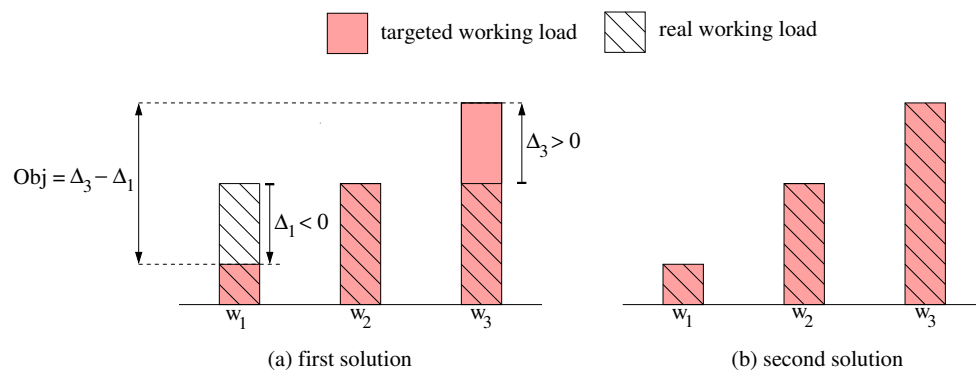 targeted working load
real working load
Δ3 > 0
Obj = Δ3 − Δ1
Δ1 < 0
w1 w2 w3
w1 w2 w3
(a) first solution
(b) second solution